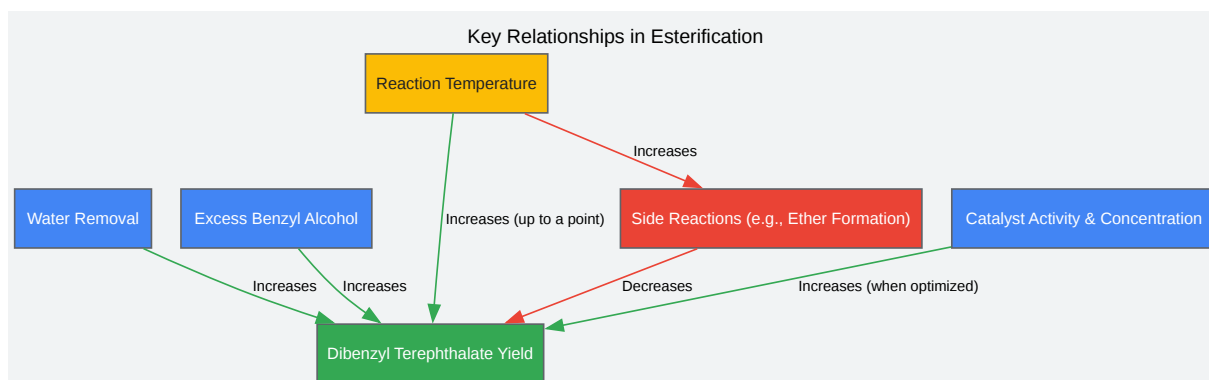 Key Relationships in Esterification
Reaction Temperature
Increases
Water Removal
Excess Benzyl Alcohol
Increases (up to a point)
Side Reactions (e.g., Ether Formation)
Catalyst Activity & Concentration
Increases
Increases
Decreases
Increases (when optimized)
Dibenzyl Terephthalate Yield